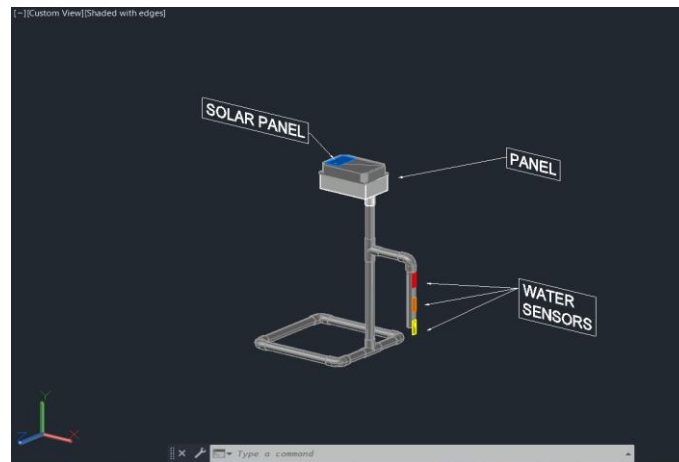 [-][Custom View][Shaded with edges]
SOLAR PANEL
PANEL
WATER
SENSORS
Y
X
Type a command